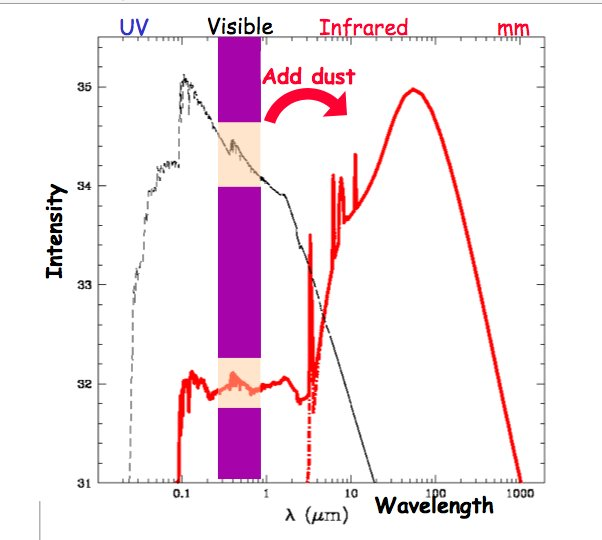 UV Visible Infrared mm
Add dust
Intensity
35
34
33
32
31
0.1 1 10 100 1000
Wavelength
λ (μm)